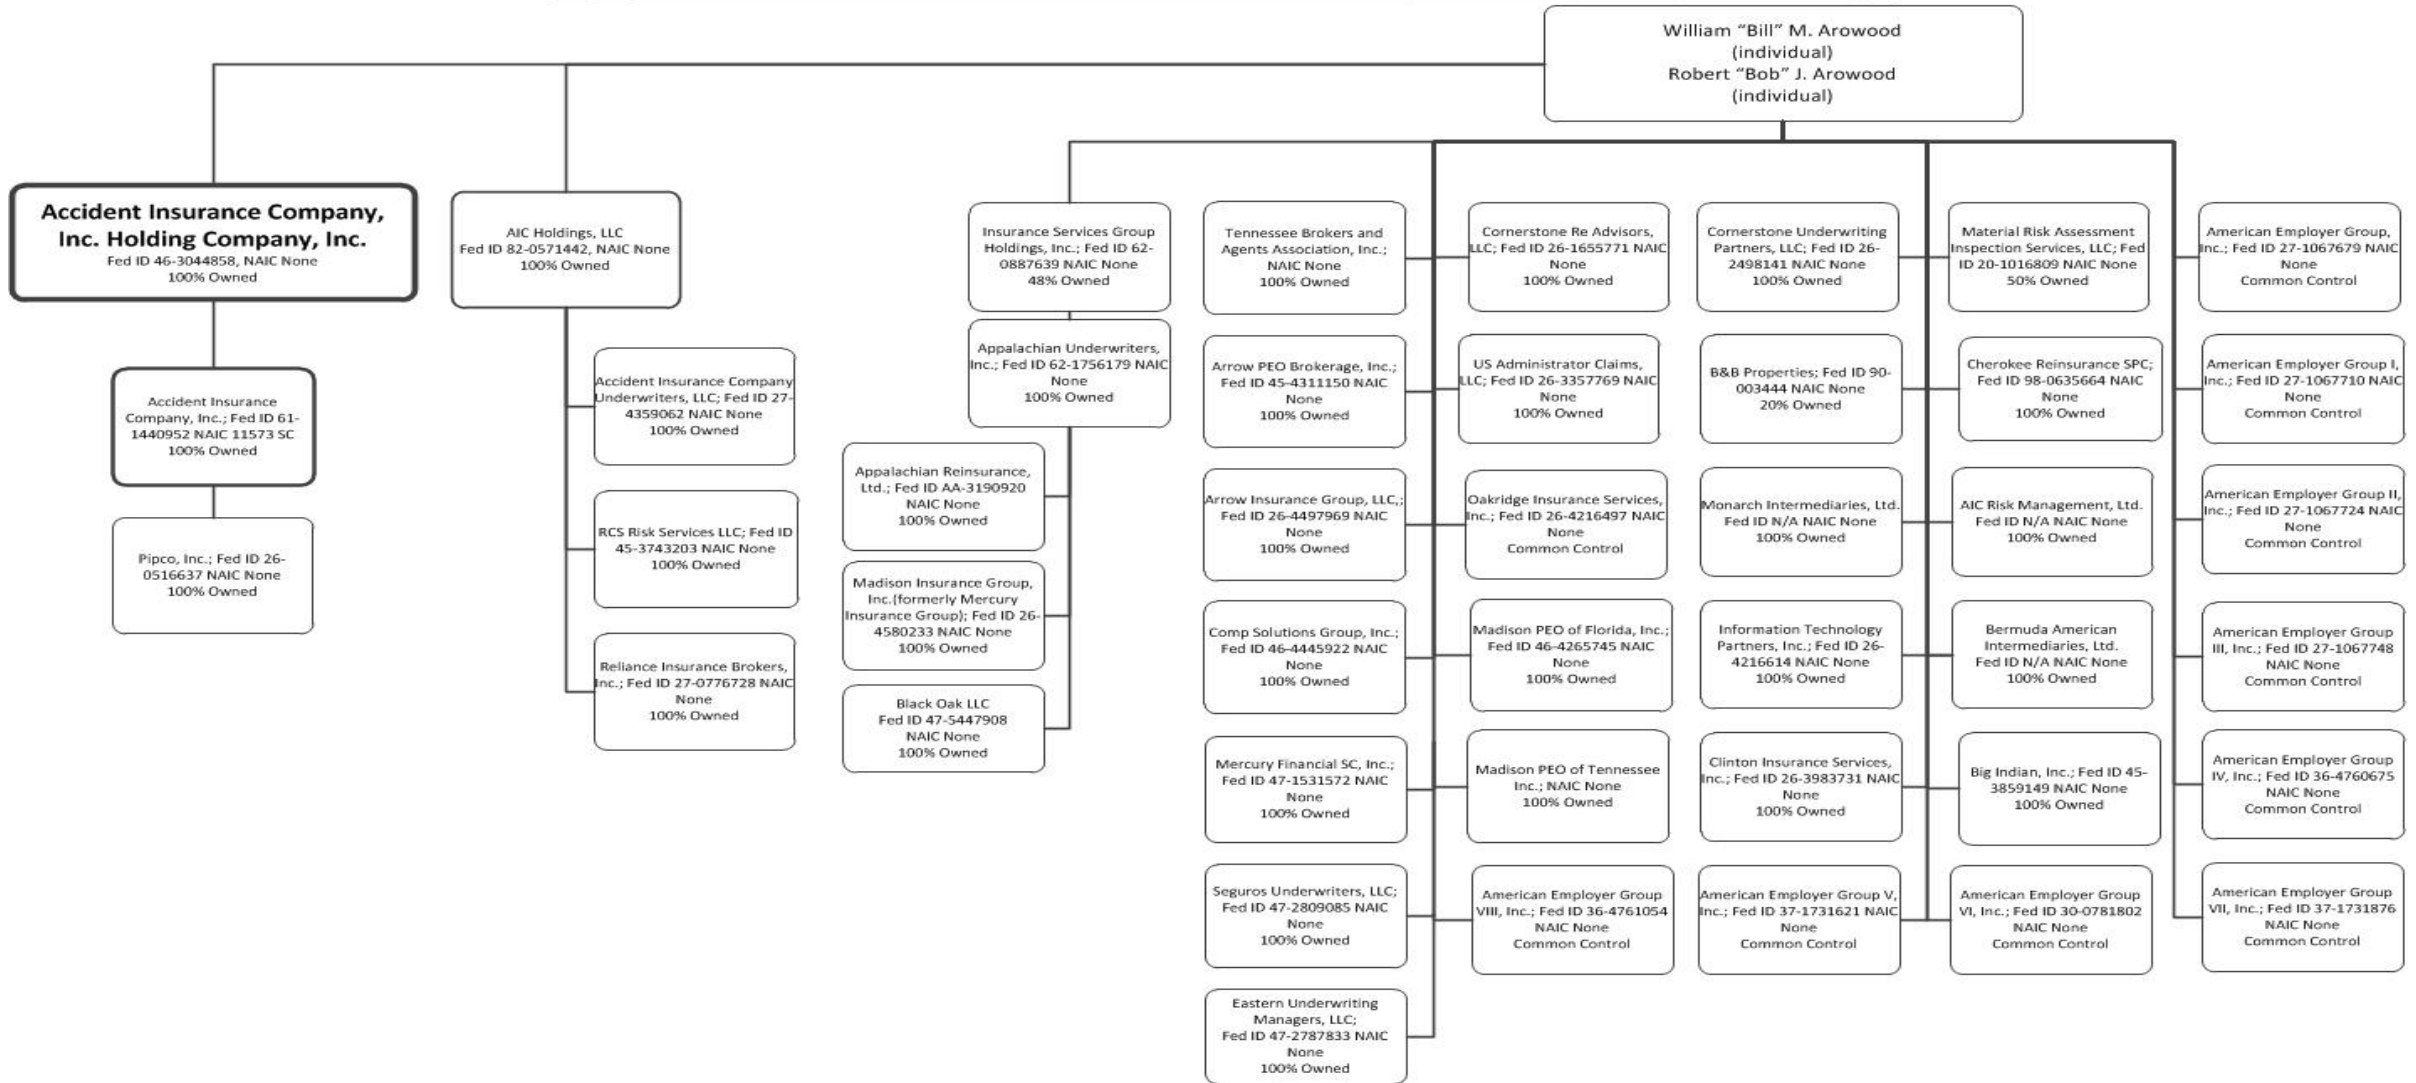 William “Bill” M. Arowood
(individual)
Robert “Bob” J. Arowood
(individual)
Accident Insurance Company,
Inc. Holding Company, Inc.
Fed ID 46-3044858, NAIC None
100% Owned
Accident Insurance
Company, Inc.; Fed ID 61-
1440952 NAIC 11573 SC
100% Owned
Pipco, Inc.; Fed ID 26-
0516637 NAIC None
100% Owned
AIC Holdings, LLC
Fed ID 82-0571442, NAIC None
100% Owned
Accident Insurance Company
Underwriters, LLC; Fed ID 27-
4359062 NAIC None
100% Owned
RCS Risk Services LLC; Fed ID
45-3743203 NAIC None
100% Owned
Reliance Insurance Brokers,
Inc.; Fed ID 27-0776728 NAIC
None
100% Owned
Insurance Services Group
Holdings, Inc.; Fed ID 62-
0887639 NAIC None
48% Owned
Appalachian Underwriters,
Inc.; Fed ID 62-1756179 NAIC
None
100% Owned
Appalachian Reinsurance,
Ltd.; Fed ID AA-3190920
NAIC None
100% Owned
Madison Insurance Group,
Inc.(formerly Mercury
Insurance Group); Fed ID 26-
4580233 NAIC None
100% Owned
Black Oak LLC
Fed ID 47-5447908
NAIC None
100% Owned
Tennessee Brokers and
Agents Association, Inc.;
NAIC None
100% Owned
Arrow PEO Brokerage, Inc.;
Fed ID 45-4311150 NAIC
None
100% Owned
Arrow Insurance Group, LLC,;
Fed ID 26-4497969 NAIC
None
100% Owned
Comp Solutions Group, Inc.;
Fed ID 46-4445922 NAIC
None
100% Owned
Mercury Financial SC, Inc.;
Fed ID 47-1531572 NAIC
None
100% Owned
Seguros Underwriters, LLC;
Fed ID 47-2809085 NAIC
None
100% Owned
Eastern Underwriting
Managers, LLC;
Fed ID 47-2787833 NAIC
None
100% Owned
Cornerstone Re Advisors,
LLC; Fed ID 26-1655771 NAIC
None
100% Owned
US Administrator Claims,
LLC; Fed ID 26-3357769 NAIC
None
100% Owned
Oakridge Insurance Services,
Inc.; Fed ID 26-4216497 NAIC
None
Common Control
Madison PEO of Florida, Inc.;
Fed ID 46-4265745 NAIC
None
100% Owned
Madison PEO of Tennessee
Inc.; NAIC None
100% Owned
American Employer Group
VIII, Inc.; Fed ID 36-4761054
NAIC None
Common Control
Cornerstone Underwriting
Partners, LLC; Fed ID 26-
2498141 NAIC None
100% Owned
B&B Properties; Fed ID 90-
003444 NAIC None
20% Owned
Monarch Intermediaries, Ltd.
Fed ID N/A NAIC None
100% Owned
Information Technology
Partners, Inc.; Fed ID 26-
4216614 NAIC None
100% Owned
Clinton Insurance Services,
Inc.; Fed ID 26-3983731 NAIC
None
100% Owned
American Employer Group V,
Inc.; Fed ID 37-1731621 NAIC
None
Common Control
Material Risk Assessment
Inspection Services, LLC; Fed
ID 20-1016809 NAIC None
50% Owned
Cherokee Reinsurance SPC;
Fed ID 98-0635664 NAIC
None
100% Owned
AIC Risk Management, Ltd.
Fed ID N/A NAIC None
100% Owned
Bermuda American
Intermediaries, Ltd.
Fed ID N/A NAIC None
100% Owned
Big Indian, Inc.; Fed ID 45-
3859149 NAIC None
100% Owned
American Employer Group
VI, Inc.; Fed ID 30-0781802
NAIC None
Common Control
American Employer Group,
Inc.; Fed ID 27-1067679 NAIC
None
Common Control
American Employer Group I,
Inc.; Fed ID 27-1067710 NAIC
None
Common Control
American Employer Group II,
Inc.; Fed ID 27-1067724 NAIC
None
Common Control
American Employer Group
III, Inc.; Fed ID 27-1067748
NAIC None
Common Control
American Employer Group
IV, Inc.; Fed ID 36-4760675
NAIC None
Common Control
American Employer Group
VII, Inc.; Fed ID 37-1731876
NAIC None
Common Control